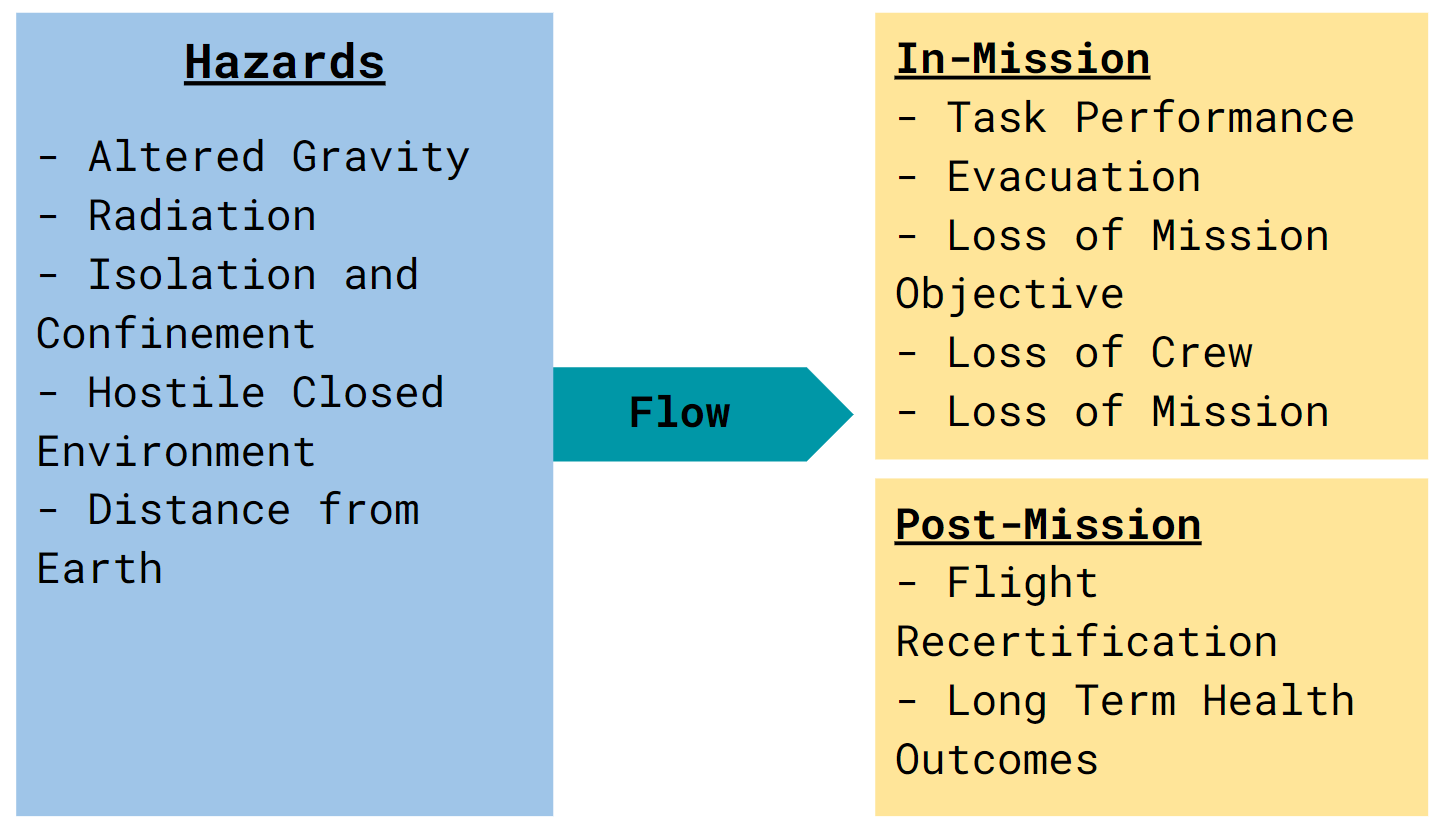 Hazards
- Altered Gravity
- Radiation
- Isolation and
Confinement
- Hostile Closed
Environment
- Distance from
Earth
Flow
In-Mission
- Task Performance
- Evacuation
- Loss of Mission
Objective
- Loss of Crew
- Loss of Mission
Post-Mission
- Flight
Recertification
- Long Term Health
Outcomes